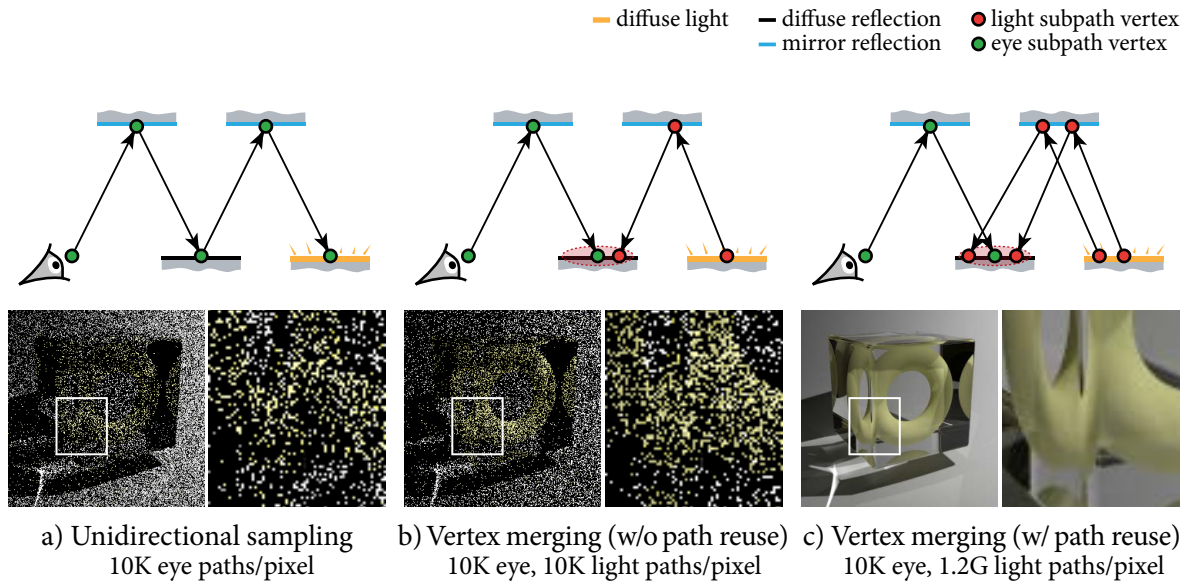 diffuse light
diffuse reflection
light subpath vertex
mirror reflection
eye subpath vertex
a) Unidirectional sampling
10K eye paths/pixel
b) Vertex merging (w/o path reuse)
10K eye, 10K light paths/pixel
c) Vertex merging (w/ path reuse)
10K eye, 1.2G light paths/pixel